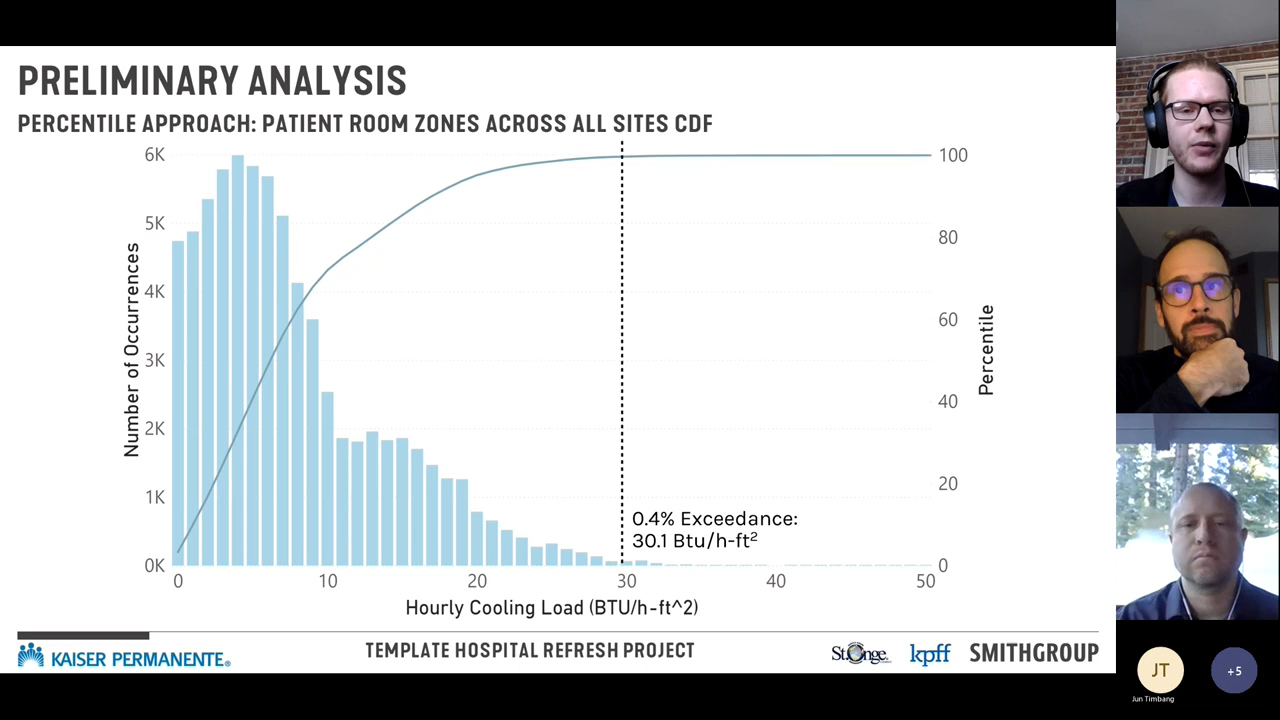 PRELIMINARY ANALYSIS
PERCENTILE APPROACH: PATIENT ROOM ZONES ACROSS ALL SITES CDF
6K
5K
4K
3K
2K
1K
0K
Number of Occurrences
100
80
60
40
20
0
Percentile
0.4% Exceedance:
30.1 Btu/h-ft²
0 10 20 30 40 50
Hourly Cooling Load (BTU/h-ft^2)
KAISER PERMANENTE®
TEMPLATE HOSPITAL REFRESH PROJECT
St.Onge.
kpff
SMITHGROUP
JT
Jun Timbang
+5